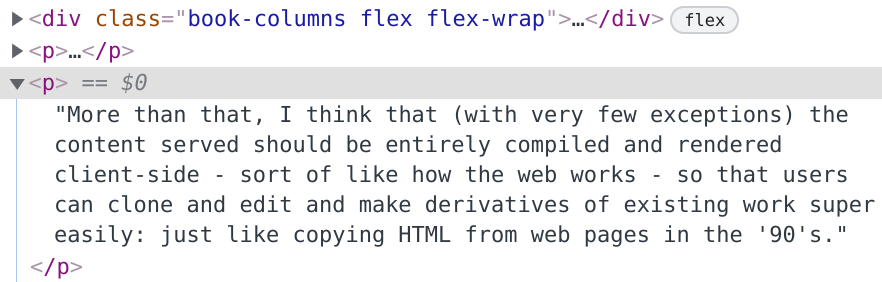 ▶<div class="book-columns flex flex-wrap">…</div> flex
▶<p>…</p>
▼<p> == $0
"More than that, I think that (with very few exceptions) the
content served should be entirely compiled and rendered
client-side - sort of like how the web works - so that users
can clone and edit and make derivatives of existing work super
easily: just like copying HTML from web pages in the '90's."
</p>